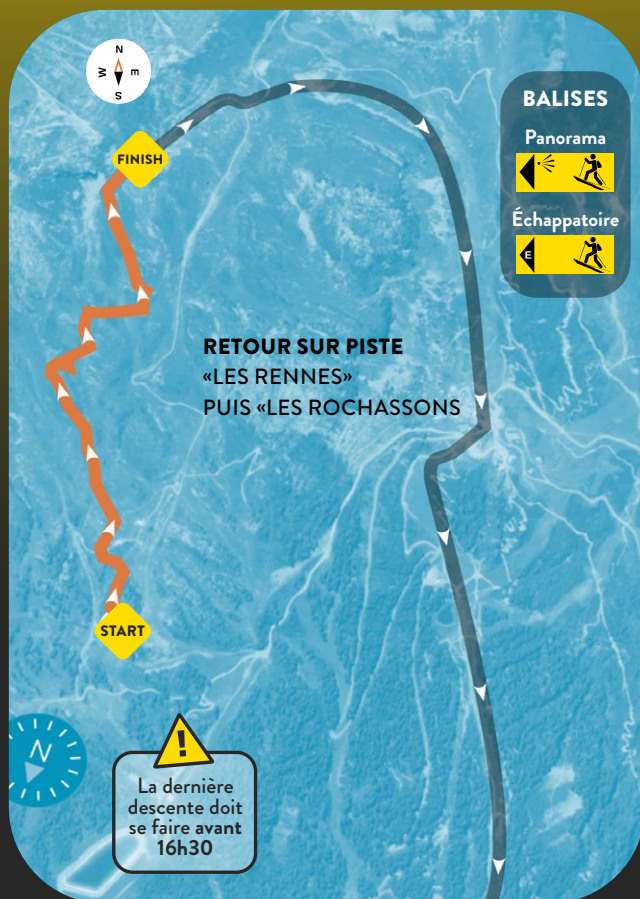 N
W E
S
FINISH
BALISES
Panorama
Échappatoire
E
RETOUR SUR PISTE
«LES RENNES»
PUIS «LES ROCHASSONS
START
N
!
La dernière
descente doit
se faire avant
16h30